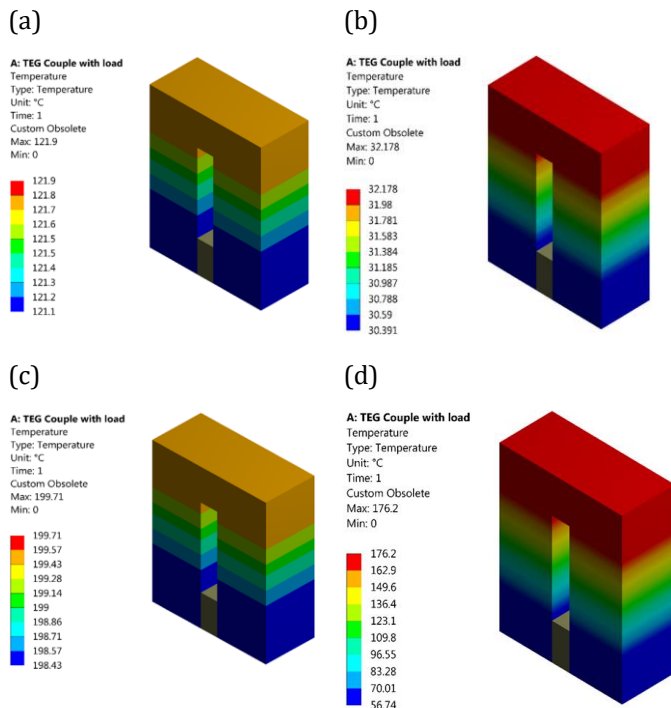 (a)
A: TEG Couple with load
Temperature
Type: Temperature
Unit: °C
Time: 1
Custom Obsolete
Max: 121.9
Min: 0
121.9
121.8
121.7
121.6
121.5
121.5
121.4
121.3
121.2
121.1
(b)
A: TEG Couple with load
Temperature
Type: Temperature
Unit: °C
Time: 1
Custom Obsolete
Max: 32.178
Min: 0
32.178
31.98
31.781
31.583
31.384
31.185
30.987
30.788
30.59
30.391
(c)
A: TEG Couple with load
Temperature
Type: Temperature
Unit: °C
Time: 1
Custom Obsolete
Max: 199.71
Min: 0
199.71
199.57
199.43
199.28
199.14
199
198.86
198.71
198.57
198.43
(d)
A: TEG Couple with load
Temperature
Type: Temperature
Unit: °C
Time: 1
Custom Obsolete
Max: 176.2
Min: 0
176.2
162.9
149.6
136.4
123.1
109.8
96.55
83.28
70.01
56.74